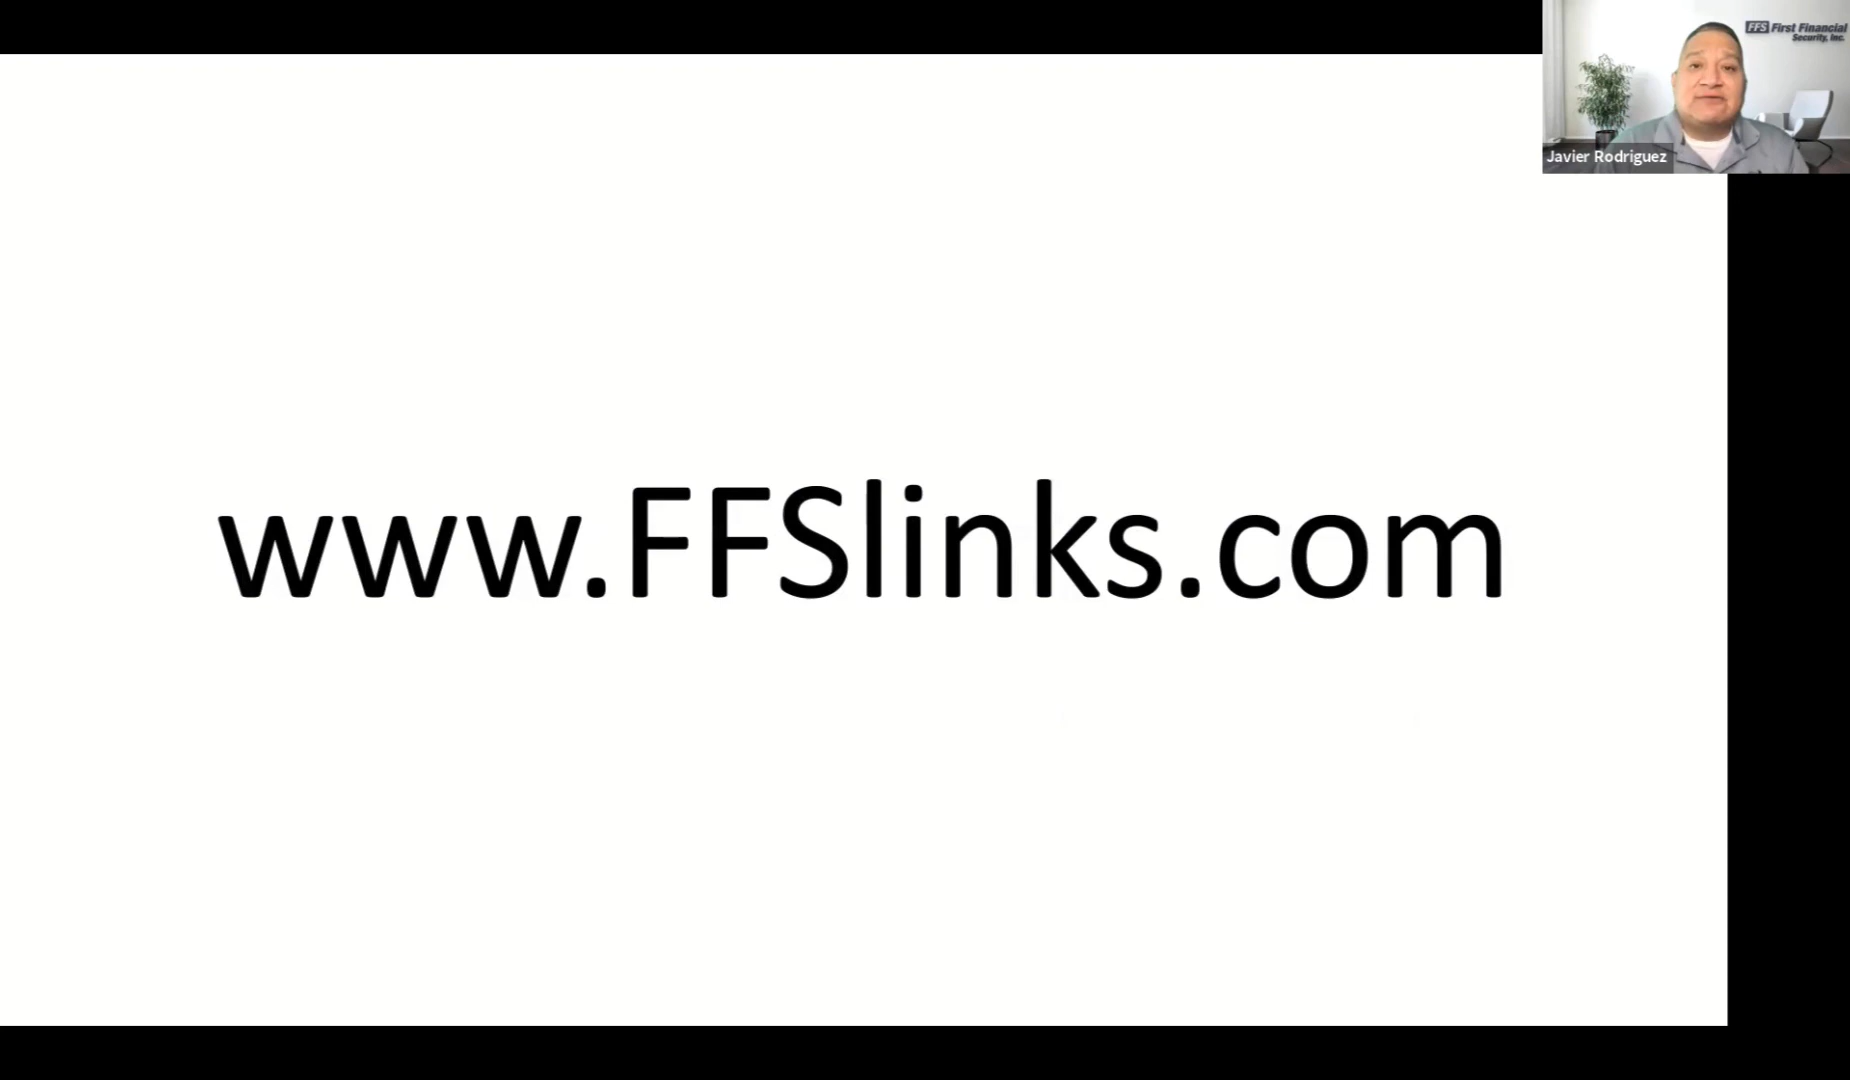 FFS First Financial
Security, Inc.
Javier Rodriguez
www.FFSlinks.com